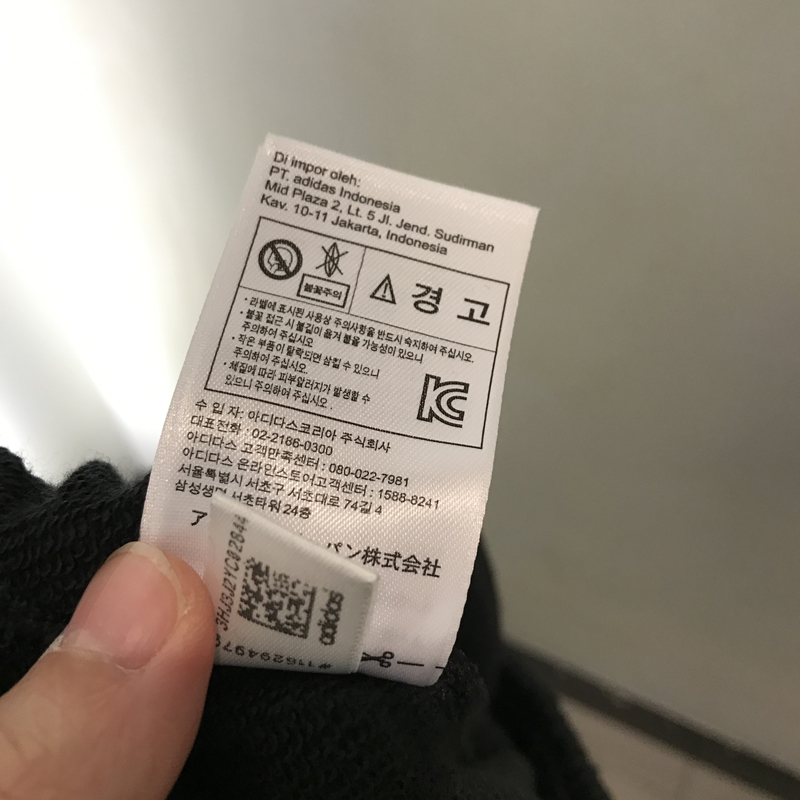 Di impor oleh:
PT. adidas Indonesia
Mid Plaza 2, Lt. 5 Jl. Jend. Sudirman
Kav. 10-11 Jakarta, Indonesia
불꽃주의
경 고
· 라벨에 표시된 사용상 주의사항을 반드시 숙지하여 주십시오.
· 불꽃 접근 시 불길이 옮겨 붙을 가능성이 있으니
주의하여 주십시오
· 작은 부품이 탈락되면 삼킬 수 있으니
주의하여 주십시오.
· 체질에 따라 피부알러지가 발생할 수
있으니 주의하여 주십시오 .
수 입 자: 아디다스코리아 주식회사
대표전화 : 02-2186-0300
아디다스 고객만족센터 : 080-022-7981
아디다스 온라인스토어고객센터 : 1588-8241
서울특별시 서초구 서초대로 74길 4
삼성생명 서초타워 24층
ア
パン株式会社
adidas